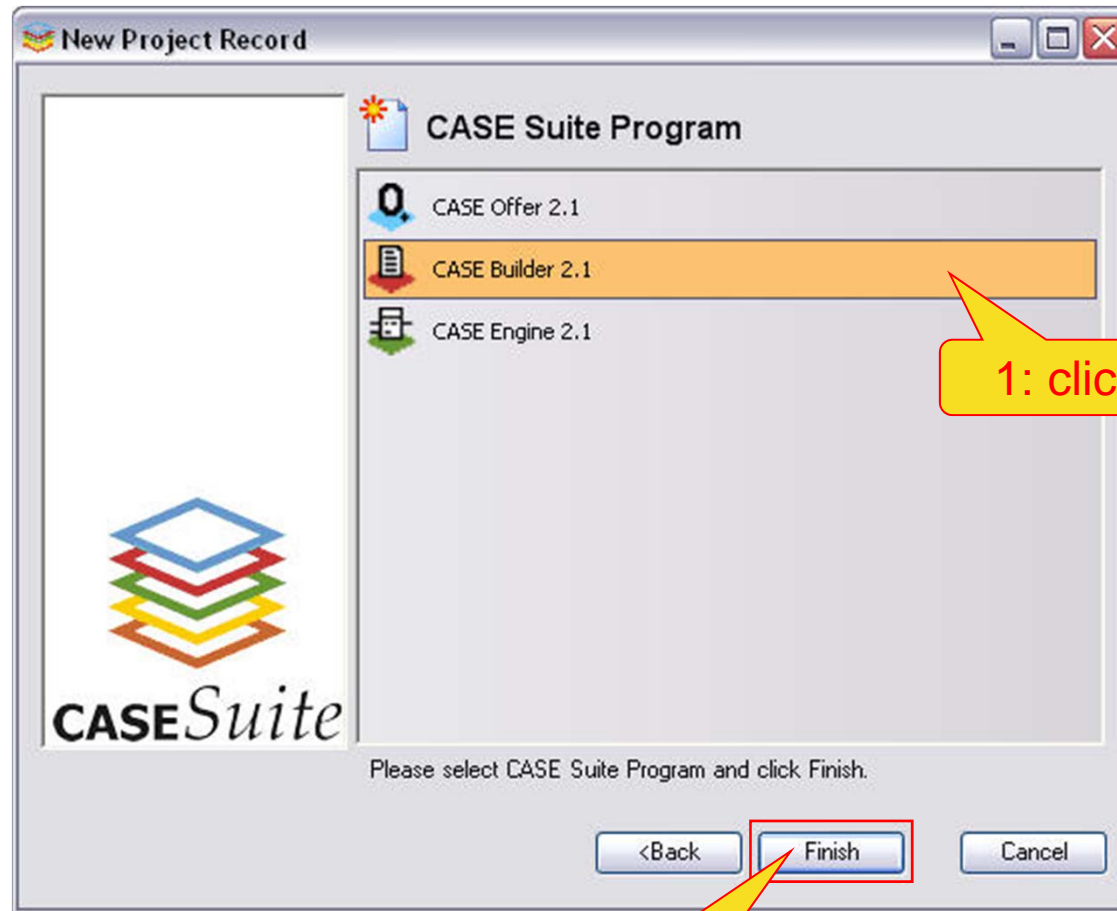 New Project Record
CASE Suite Program
CASE Offer 2.1
CASE Builder 2.1
CASE Engine 2.1
1: clic
CASESuite
Please select CASE Suite Program and click Finish.
<Back Finish Cancel